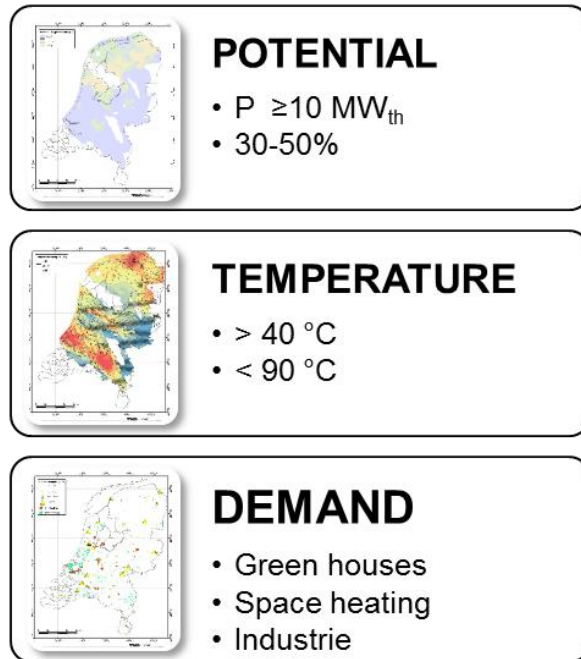 POTENTIAL
• P ≥10 MWth
• 30-50%
TEMPERATURE
• > 40 °C
• < 90 °C
DEMAND
• Green houses
• Space heating
• Industrie